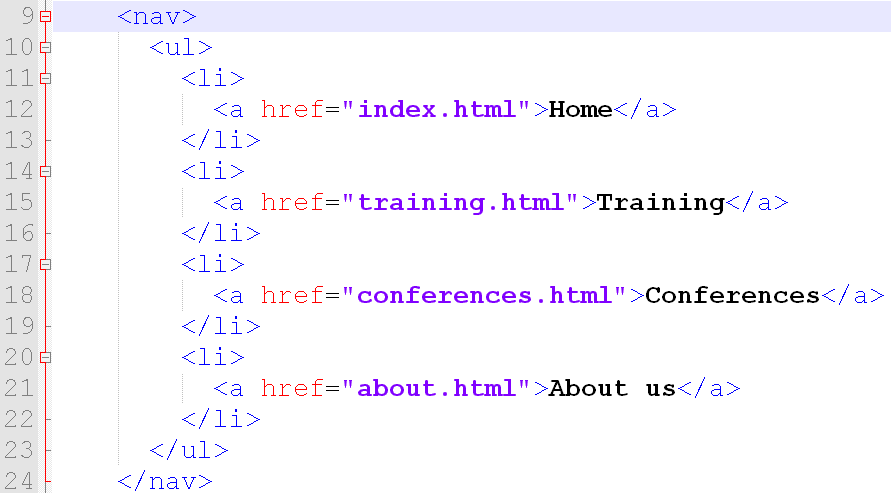 9 <nav>
10 <ul>
11 <li>
12 <a href="index.html">Home</a>
13 </li>
14 <li>
15 <a href="training.html">Training</a>
16 </li>
17 <li>
18 <a href="conferences.html">Conferences</a>
19 </li>
20 <li>
21 <a href="about.html">About us</a>
22 </li>
23 </ul>
24 </nav>